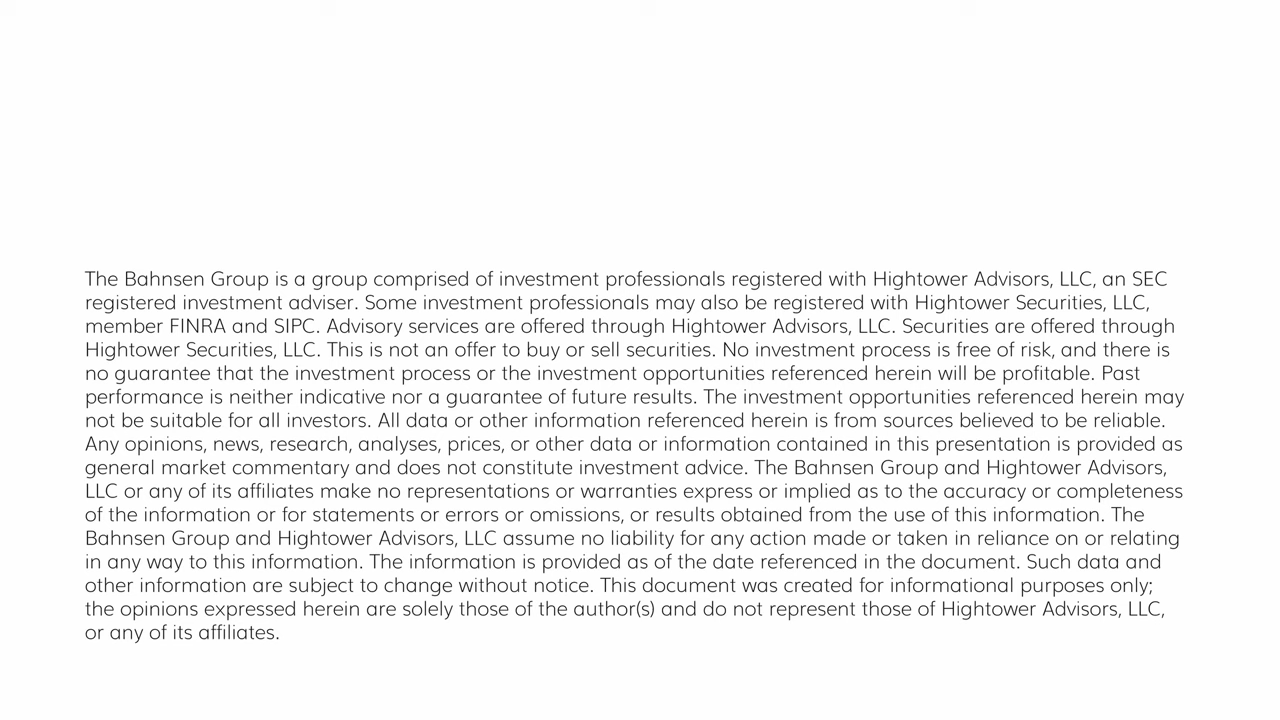 The Bahnsen Group is a group comprised of investment professionals registered with Hightower Advisors, LLC, an SEC
registered investment adviser. Some investment professionals may also be registered with Hightower Securities, LLC,
member FINRA and SIPC. Advisory services are offered through Hightower Advisors, LLC. Securities are offered through
Hightower Securities, LLC. This is not an offer to buy or sell securities. No investment process is free of risk, and there is
no guarantee that the investment process or the investment opportunities referenced herein will be profitable. Past
performance is neither indicative nor a guarantee of future results. The investment opportunities referenced herein may
not be suitable for all investors. All data or other information referenced herein is from sources believed to be reliable.
Any opinions, news, research, analyses, prices, or other data or information contained in this presentation is provided as
general market commentary and does not constitute investment advice. The Bahnsen Group and Hightower Advisors,
LLC or any of its affiliates make no representations or warranties express or implied as to the accuracy or completeness
of the information or for statements or errors or omissions, or results obtained from the use of this information. The
Bahnsen Group and Hightower Advisors, LLC assume no liability for any action made or taken in reliance on or relating
in any way to this information. The information is provided as of the date referenced in the document. Such data and
other information are subject to change without notice. This document was created for informational purposes only;
the opinions expressed herein are solely those of the author(s) and do not represent those of Hightower Advisors, LLC,
or any of its affiliates.